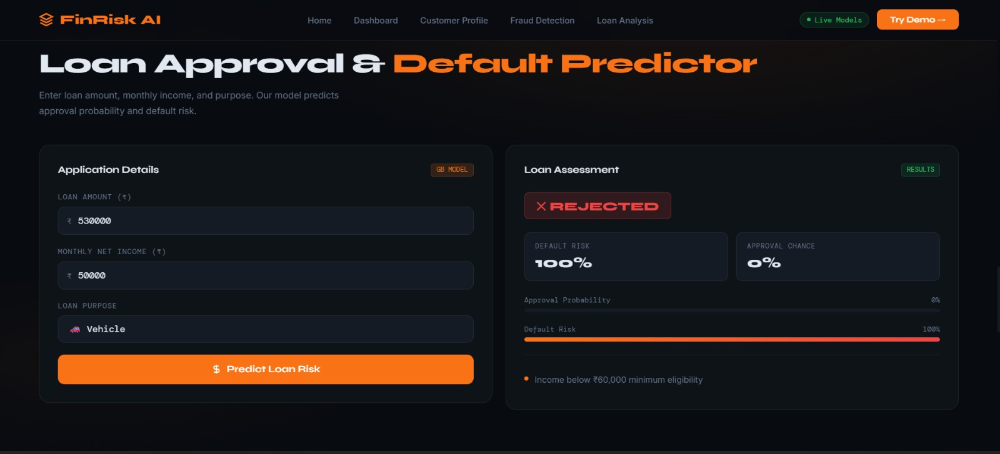 FinRisk AI
Home Dashboard Customer Profile Fraud Detection Loan Analysis
Live Models
Try Demo →
Loan Approval & Default Predictor
Enter loan amount, monthly income, and purpose. Our model predicts
approval probability and default risk.
Application Details
GB MODEL
LOAN AMOUNT (₹)
₹ 530000
MONTHLY NET INCOME (₹)
₹ 50000
LOAN PURPOSE
Vehicle
$ Predict Loan Risk
Loan Assessment
RESULTS
REJECTED
DEFAULT RISK
100%
APPROVAL CHANCE
0%
Approval Probability 0%
Default Risk 100%
Income below ₹60,000 minimum eligibility